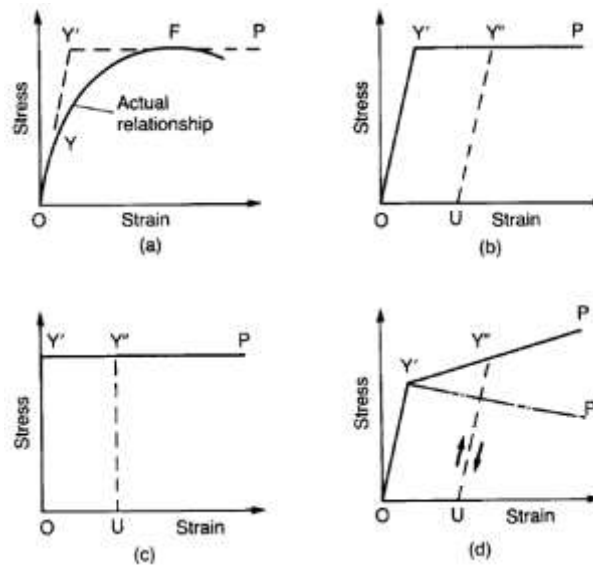 Y' F P
Stress
Actual
relationship
Y
O Strain
(a)
Y' Y" P
Stress
O U Strain
(b)
Y' Y" P
Stress
O U Strain
(c)
P
Y"
Y'
P
Stress
O U Strain
(d)